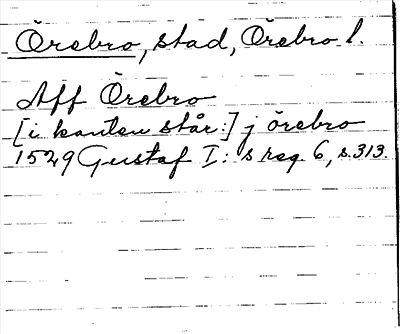 Örebro, stad, Örebro l.
Aff Örebro
[i kanten står:] j örebro
1529 Gustaf I:s reg. 6, s. 313.